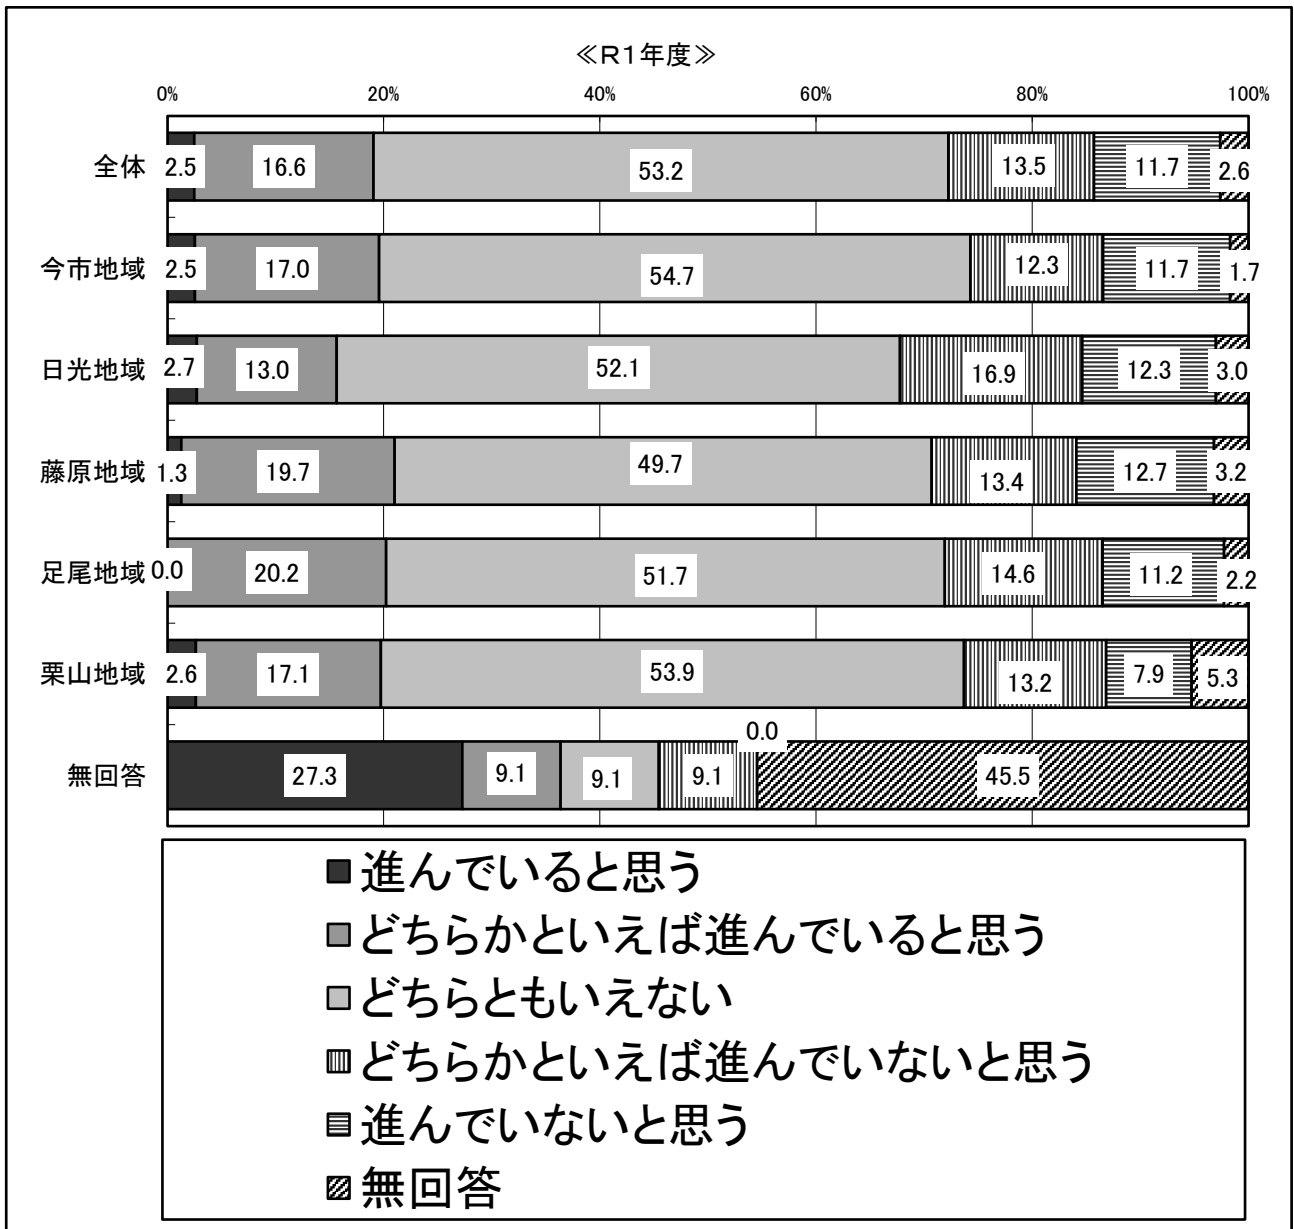 ≪R1年度≫
0% 20% 40% 60% 80% 100%
全体 2.5 16.6 53.2 13.5 11.7 2.6
今市地域 2.5 17.0 54.7 12.3 11.7 1.7
日光地域 2.7 13.0 52.1 16.9 12.3 3.0
藤原地域 1.3 19.7 49.7 13.4 12.7 3.2
足尾地域 0.0 20.2 51.7 14.6 11.2 2.2
栗山地域 2.6 17.1 53.9 13.2 7.9 5.3
無回答 27.3 9.1 9.1 9.1 0.0 45.5
進んでいると思う
どちらかといえば進んでいると思う
どちらともいえない
どちらかといえば進んでいないと思う
進んでいないと思う
無回答